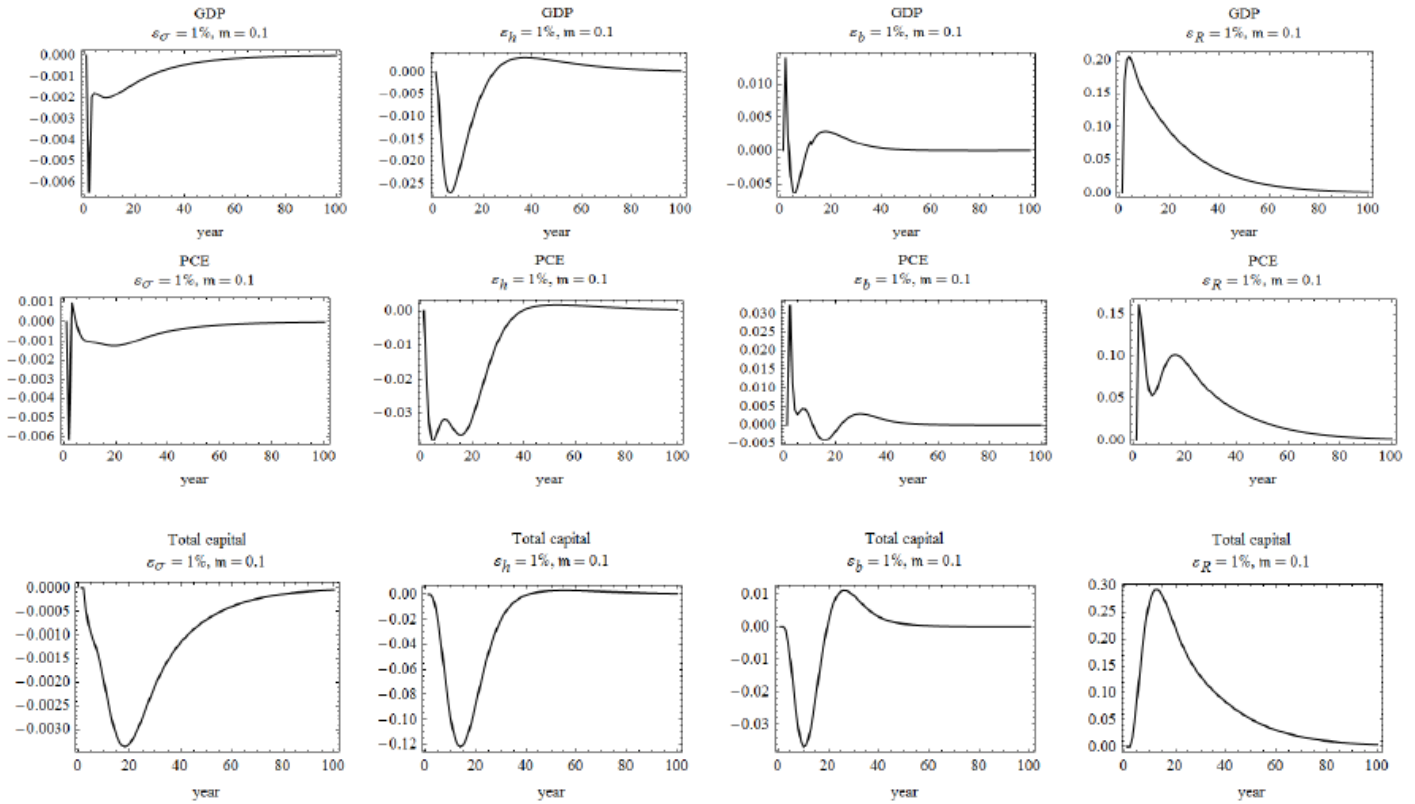 GDP GDP GDP GDP
εσ = 1%, m = 0.1 εh = 1%, m = 0.1 εb = 1%, m = 0.1 εR = 1%, m = 0.1
0.000
−0.001
−0.002
−0.003
−0.004
−0.005
−0.006
0 20 40 60 80 100
year
0.000
−0.005
−0.010
−0.015
−0.020
−0.025
0 20 40 60 80 100
year
0.010
0.005
0.000
−0.005
0 20 40 60 80 100
year
0.20
0.15
0.10
0.05
0.00
0 20 40 60 80 100
year
PCE PCE PCE PCE
εσ = 1%, m = 0.1 εh = 1%, m = 0.1 εb = 1%, m = 0.1 εR = 1%, m = 0.1
0.001
0.000
−0.001
−0.002
−0.003
−0.004
−0.005
−0.006
0 20 40 60 80 100
year
0.00
−0.01
−0.02
−0.03
0 20 40 60 80 100
year
0.030
0.025
0.020
0.015
0.010
0.005
0.000
−0.005
0 20 40 60 80 100
year
0.15
0.10
0.05
0.00
0 20 40 60 80 100
year
Total capital Total capital Total capital Total capital
εσ = 1%, m = 0.1 εh = 1%, m = 0.1 εb = 1%, m = 0.1 εR = 1%, m = 0.1
0.0000
−0.0005
−0.0010
−0.0015
−0.0020
−0.0025
−0.0030
0 20 40 60 80 100
year
0.00
−0.02
−0.04
−0.06
−0.08
−0.10
−0.12
0 20 40 60 80 100
year
0.01
0.00
−0.01
−0.02
−0.03
0 20 40 60 80 100
year
0.30
0.25
0.20
0.15
0.10
0.05
0.00
0 20 40 60 80 100
year